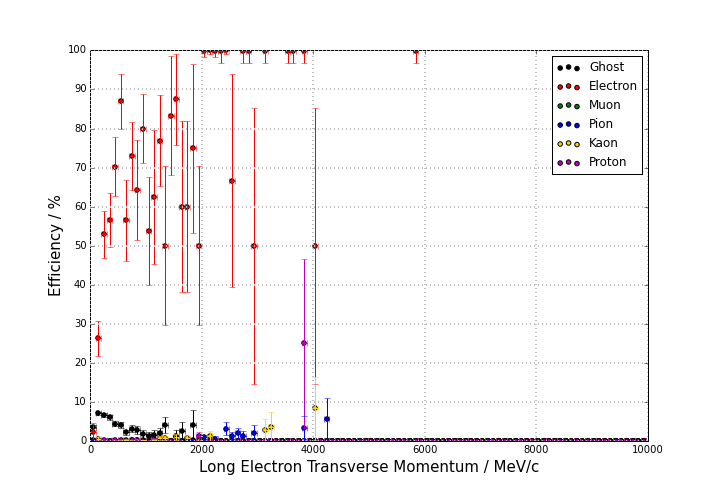 100
90
80
70
60
50
40
30
20
10
0
Efficiency / %
0
2000
4000
6000
8000
10000
Long Electron Transverse Momentum / MeV/c
Ghost
Electron
Muon
Pion
Kaon
Proton